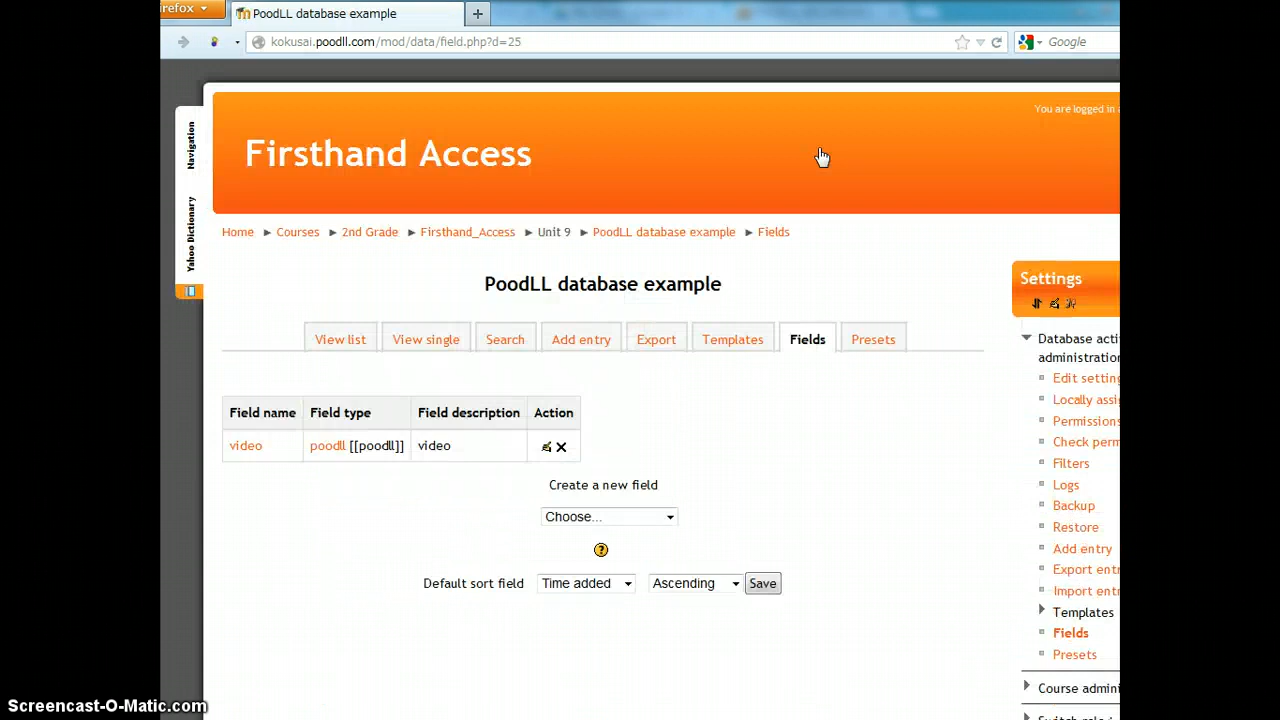 refox
PoodLL database example
kokusai.poodll.com/mod/data/field.php?d=25
Google
You are logged in
Navigation
Yahoo Dictionary
Firsthand Access
Home ► Courses ► 2nd Grade ► Firsthand_Access ► Unit 9 ► PoodLL database example ► Fields
PoodLL database example
View list View single Search Add entry Export Templates Fields Presets
Field name Field type Field description Action
video poodll [[poodll]] video
Create a new field
Choose...
?
Default sort field Time added Ascending Save
Settings
Database acti
administration
Edit setting
Locally assi
Permissions
Check perm
Filters
Logs
Backup
Restore
Add entry
Export entr
Import entr
Templates
Fields
Presets
Course admini
Screencast-O-Matic.com